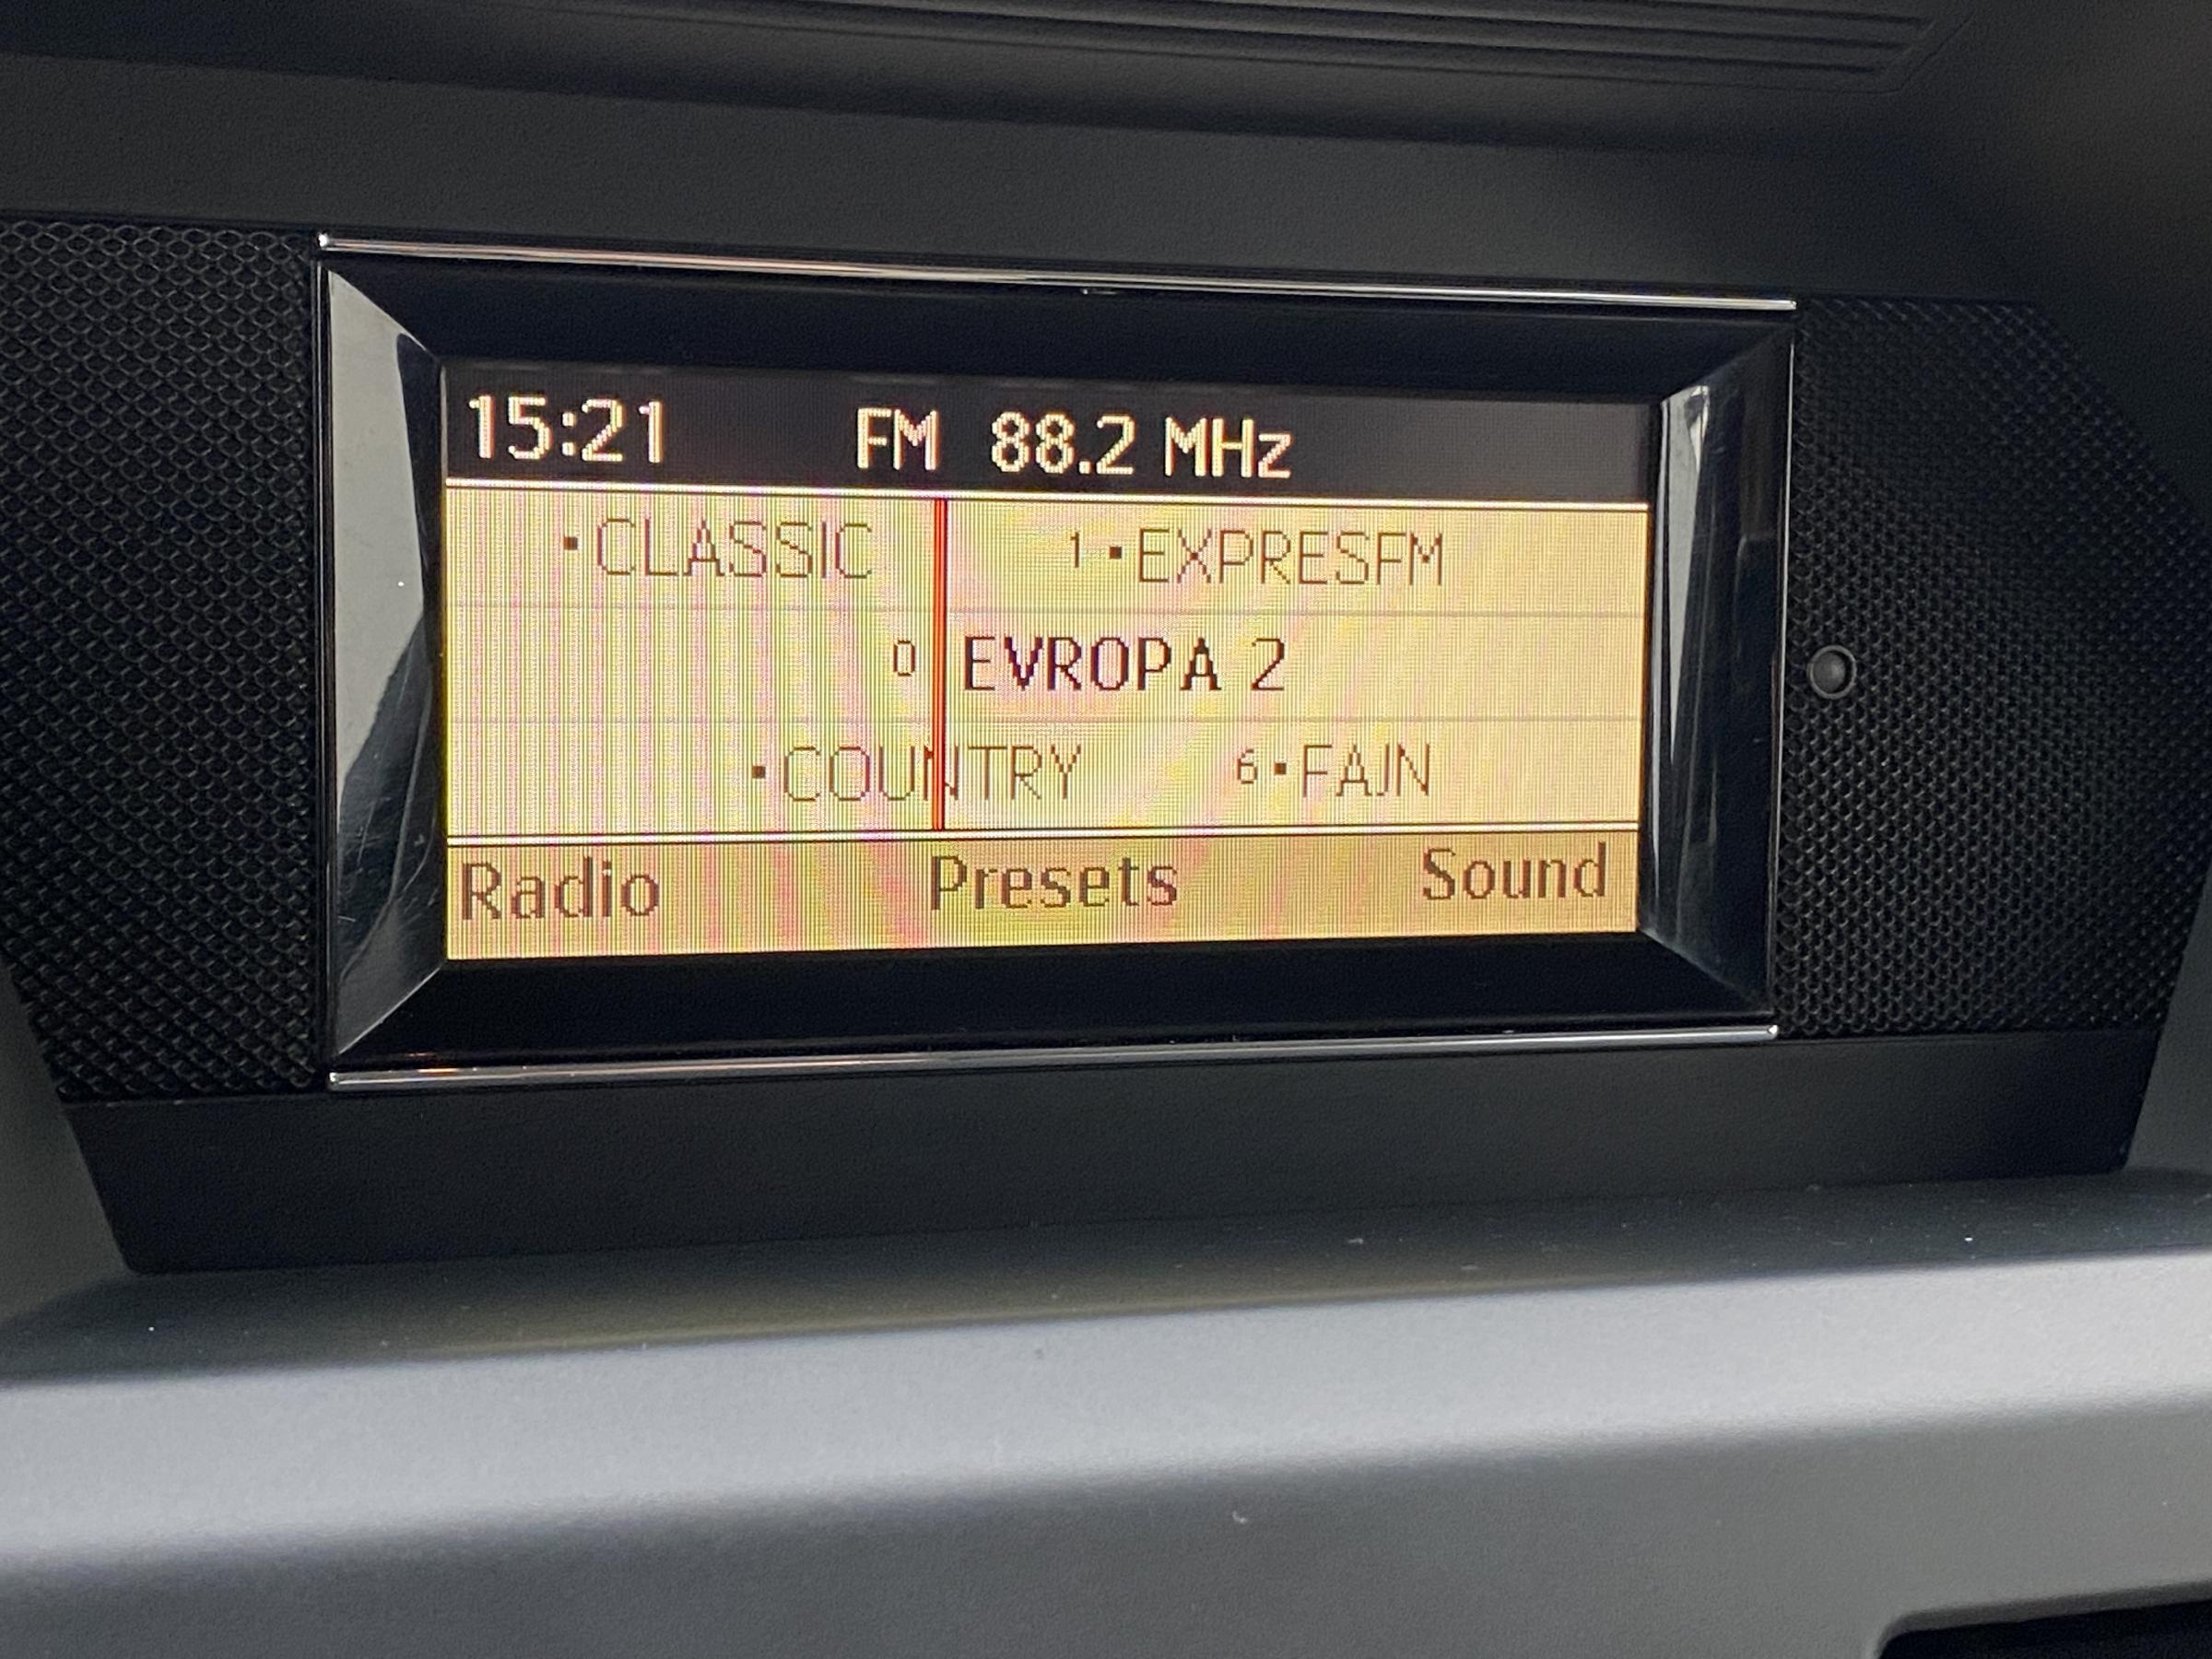 15:21 FM 88.2 MHz
·CLASSIC 1 ·EXPRESFM
0 EVROPA 2
·COUNTRY 6 ·FAJN
Radio Presets Sound